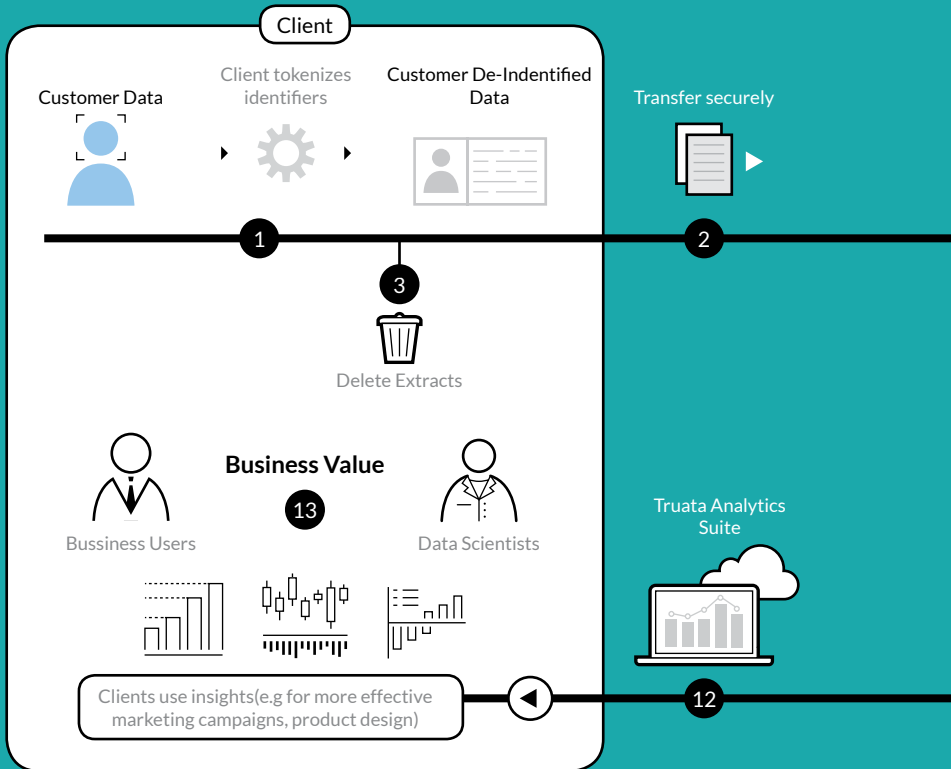 Client
Customer Data
Client tokenizes
identifiers
Customer De-Indentified
Data
Transfer securely
1
2
3
Delete Extracts
Business Value
13
Bussiness Users
Data Scientists
Truata Analytics
Suite
Clients use insights(e.g for more effective
marketing campaigns, product design)
12